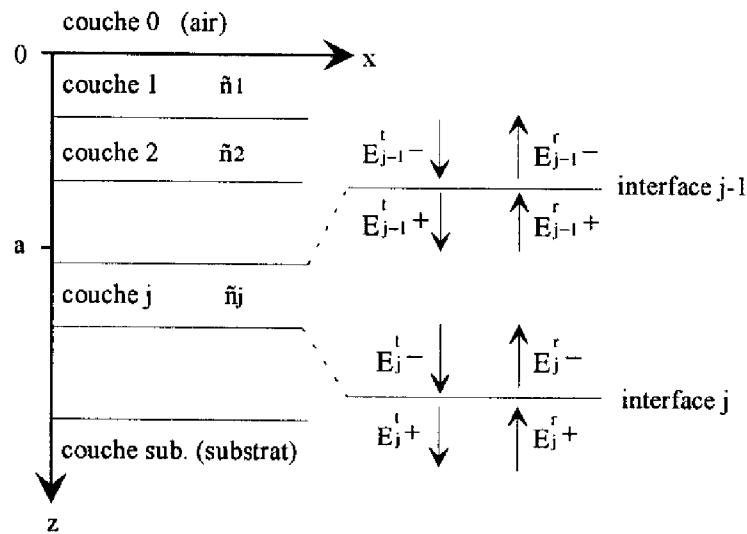 couche 0 (air)
0
x
couche 1 ñ1
couche 2 ñ2
a
couche j ñj
couche sub. (substrat)
z
E^t_{j-1}−
E^r_{j-1}−
interface j-1
E^t_{j-1}+
E^r_{j-1}+
E^t_j−
E^r_j−
interface j
E^t_j+
E^r_j+